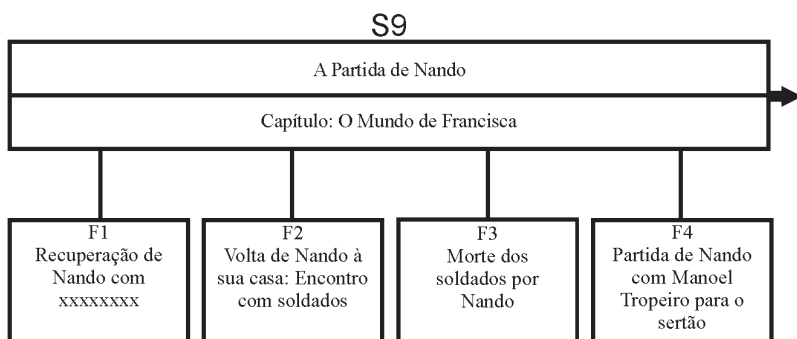 S9
A Partida de Nando
Capítulo: O Mundo de Francisca
F1
Recuperação de
Nando com
xxxxxxxx
F2
Volta de Nando à
sua casa: Encontro
com soldados
F3
Morte dos
soldados por
Nando
F4
Partida de Nando
com Manoel
Tropeiro para o
sertão